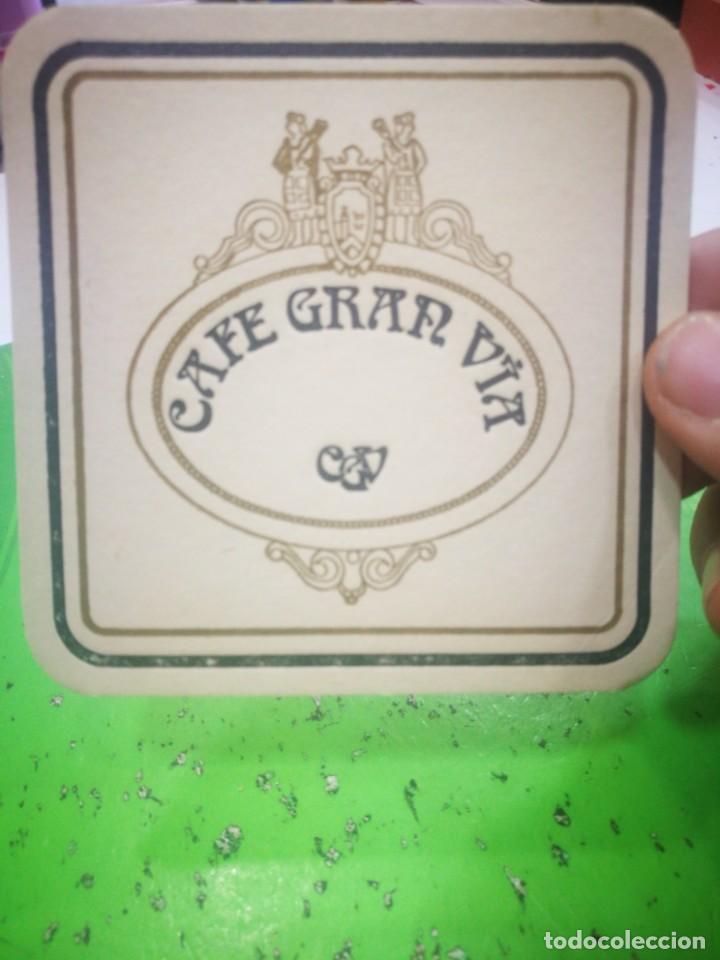 CAFE GRAN VIA
CGV
todocoleccion